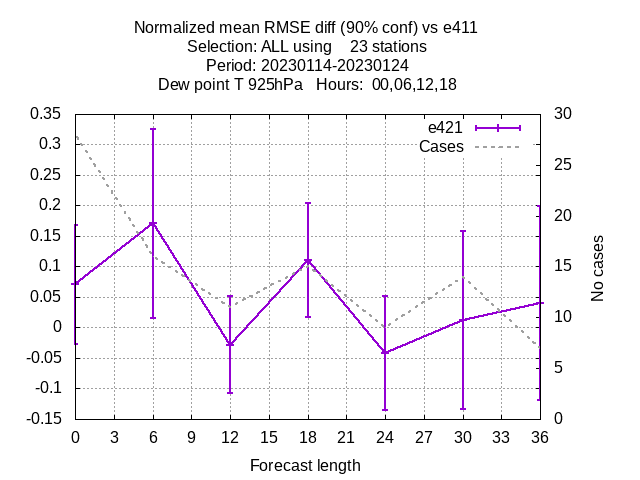 Normalized mean RMSE diff (90% conf) vs e411
Selection: ALL using    23 stations
Period: 20230114-20230124
Dew point T 925hPa   Hours:  00,06,12,18
e421
Cases
0.35
0.3
0.25
0.2
0.15
0.1
0.05
0
-0.05
-0.1
-0.15
30
25
20
15
10
5
0
No cases
0 3 6 9 12 15 18 21 24 27 30 33 36
Forecast length